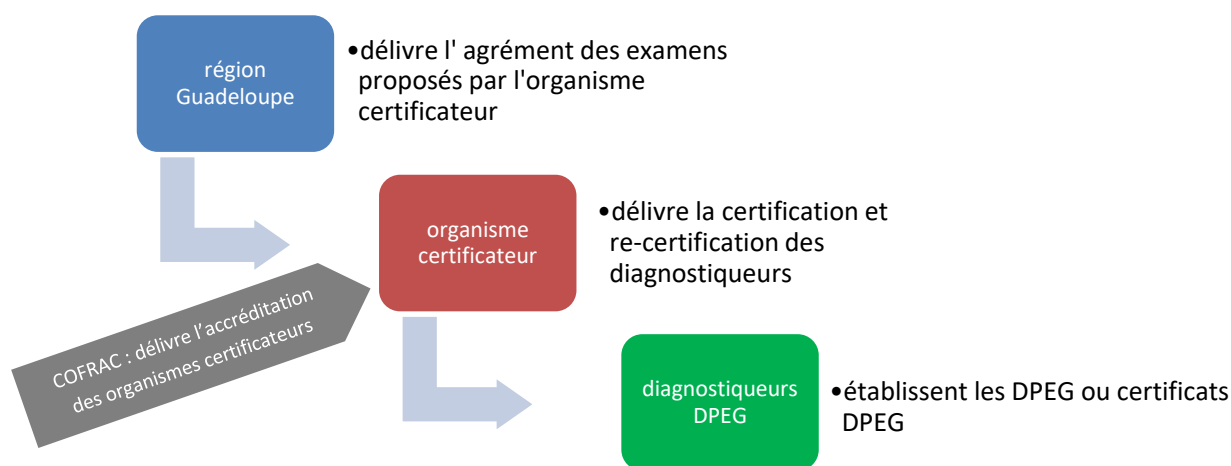 région
Guadeloupe
•délivre l' agrément des examens
proposés par l'organisme
certificateur
organisme
certificateur
•délivre la certification et
re-certification des
diagnostiqueurs
COFRAC : délivre l’accréditation
des organismes certificateurs
diagnostiqueurs
DPEG
•établissent les DPEG ou certificats
DPEG